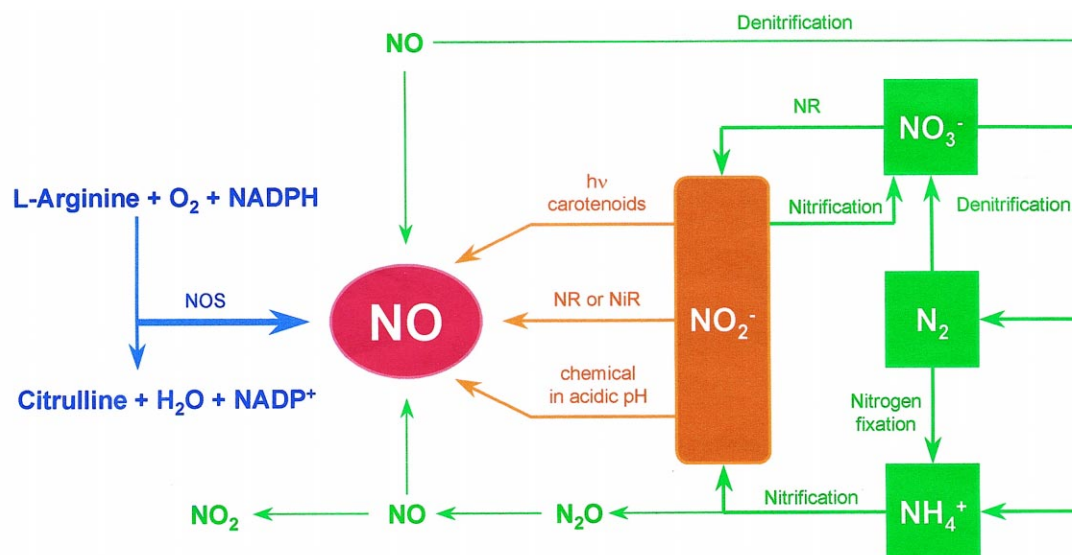 NO
Denitrification
NR
NO₃⁻
hν
carotenoids
L-Arginine + O₂ + NADPH
Nitrification
Denitrification
NOS
NO
NR or NiR
NO₂⁻
N₂
chemical
in acidic pH
Citrulline + H₂O + NADP⁺
Nitrogen
fixation
NO₂
NO
N₂O
Nitrification
NH₄⁺